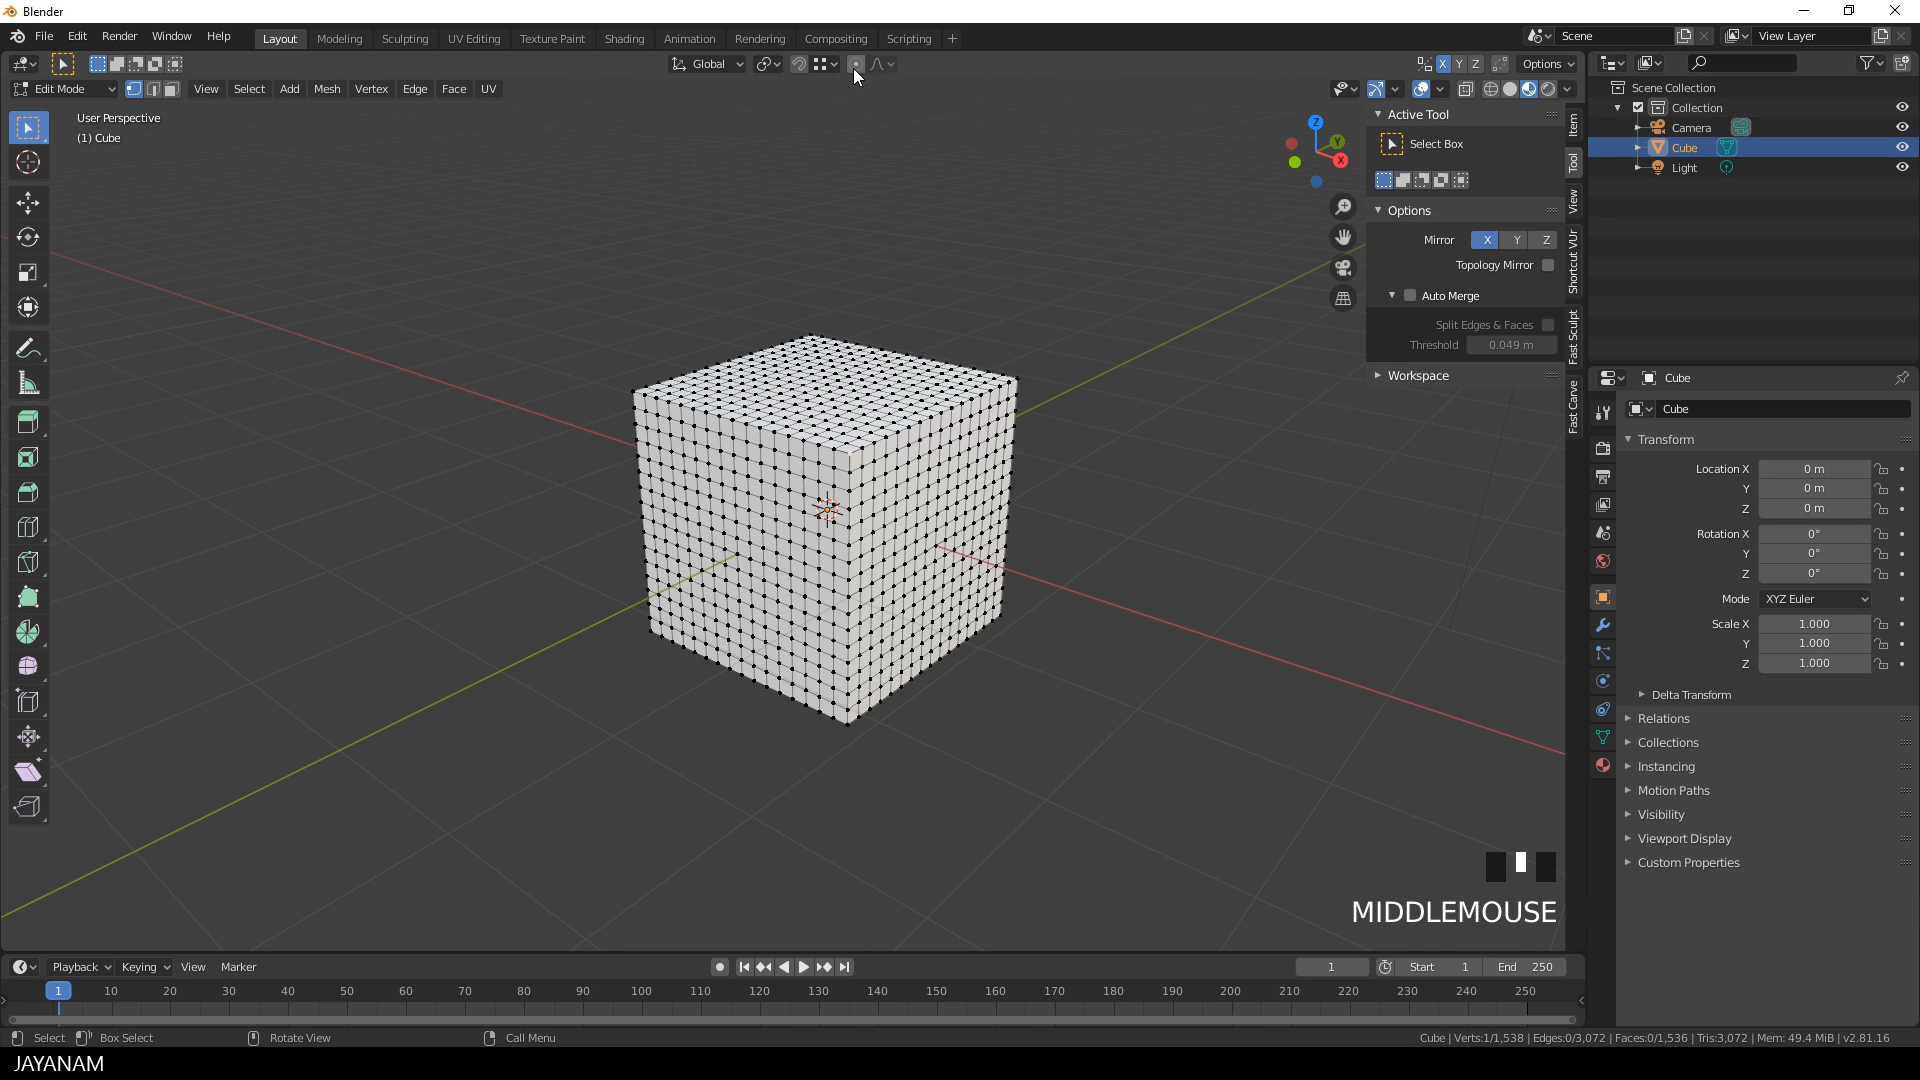 Blender
File Edit Render Window Help
Layout Modeling Sculpting UV Editing Texture Paint Shading Animation Rendering Compositing Scripting +
Scene
View Layer
Global
X Y Z
Options
Edit Mode
View Select Add Mesh Vertex Edge Face UV
User Perspective
(1) Cube
Z
Y
X
Active Tool
Select Box
Options
Mirror X Y Z
Topology Mirror
Auto Merge
Split Edges & Faces
Threshold 0.049 m
Workspace
Item
Tool
View
Shortcut VUr
Fast Sculpt
Fast Carve
Scene Collection
Collection
Camera
Cube
Light
Cube
Cube
Transform
Location X 0 m
Y 0 m
Z 0 m
Rotation X 0°
Y 0°
Z 0°
Mode XYZ Euler
Scale X 1.000
Y 1.000
Z 1.000
Delta Transform
Relations
Collections
Instancing
Motion Paths
Visibility
Viewport Display
Custom Properties
MIDDLEMOUSE
Playback Keying View Marker
1 Start 1 End 250
1 10 20 30 40 50 60 70 80 90 100 110 120 130 140 150 160 170 180 190 200 210 220 230 240 250
Select Box Select Rotate View Call Menu
Cube | Verts:1/1,538 | Edges:0/3,072 | Faces:0/1,536 | Tris:3,072 | Mem: 49.4 MiB | v2.81.16
JAYANAM